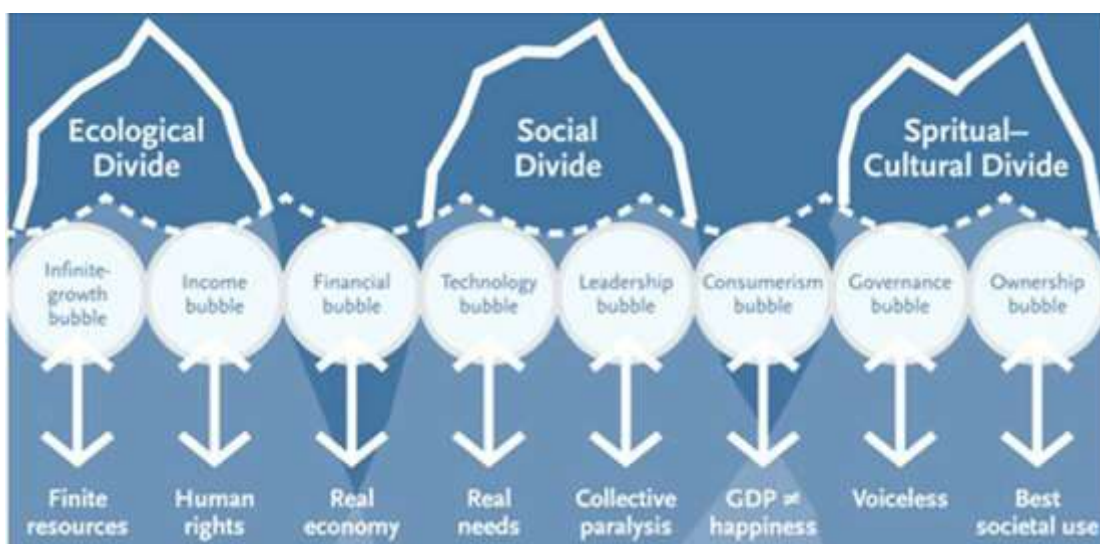 Ecological
Divide
Social
Divide
Spritual–
Cultural Divide
Infinite-
growth
bubble
Income
bubble
Financial
bubble
Technology
bubble
Leadership
bubble
Consumerism
bubble
Governance
bubble
Ownership
bubble
Finite
resources
Human
rights
Real
economy
Real
needs
Collective
paralysis
GDP ≠
happiness
Voiceless
Best
societal use